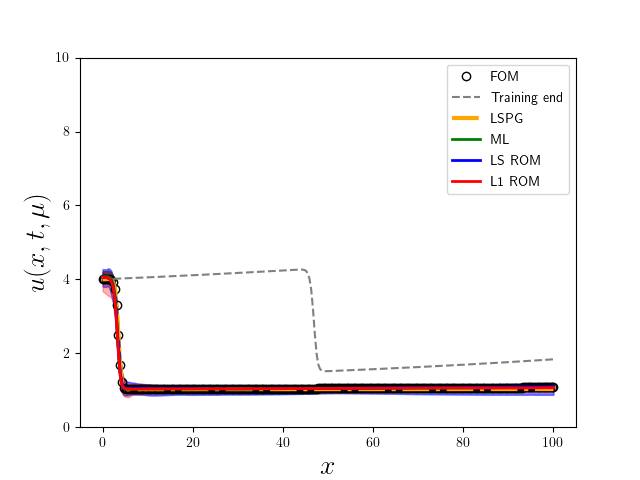 10
8
6
4
2
0
u(x, t, μ)
FOM
Training end
LSPG
ML
LS ROM
L1 ROM
0 20 40 60 80 100
x